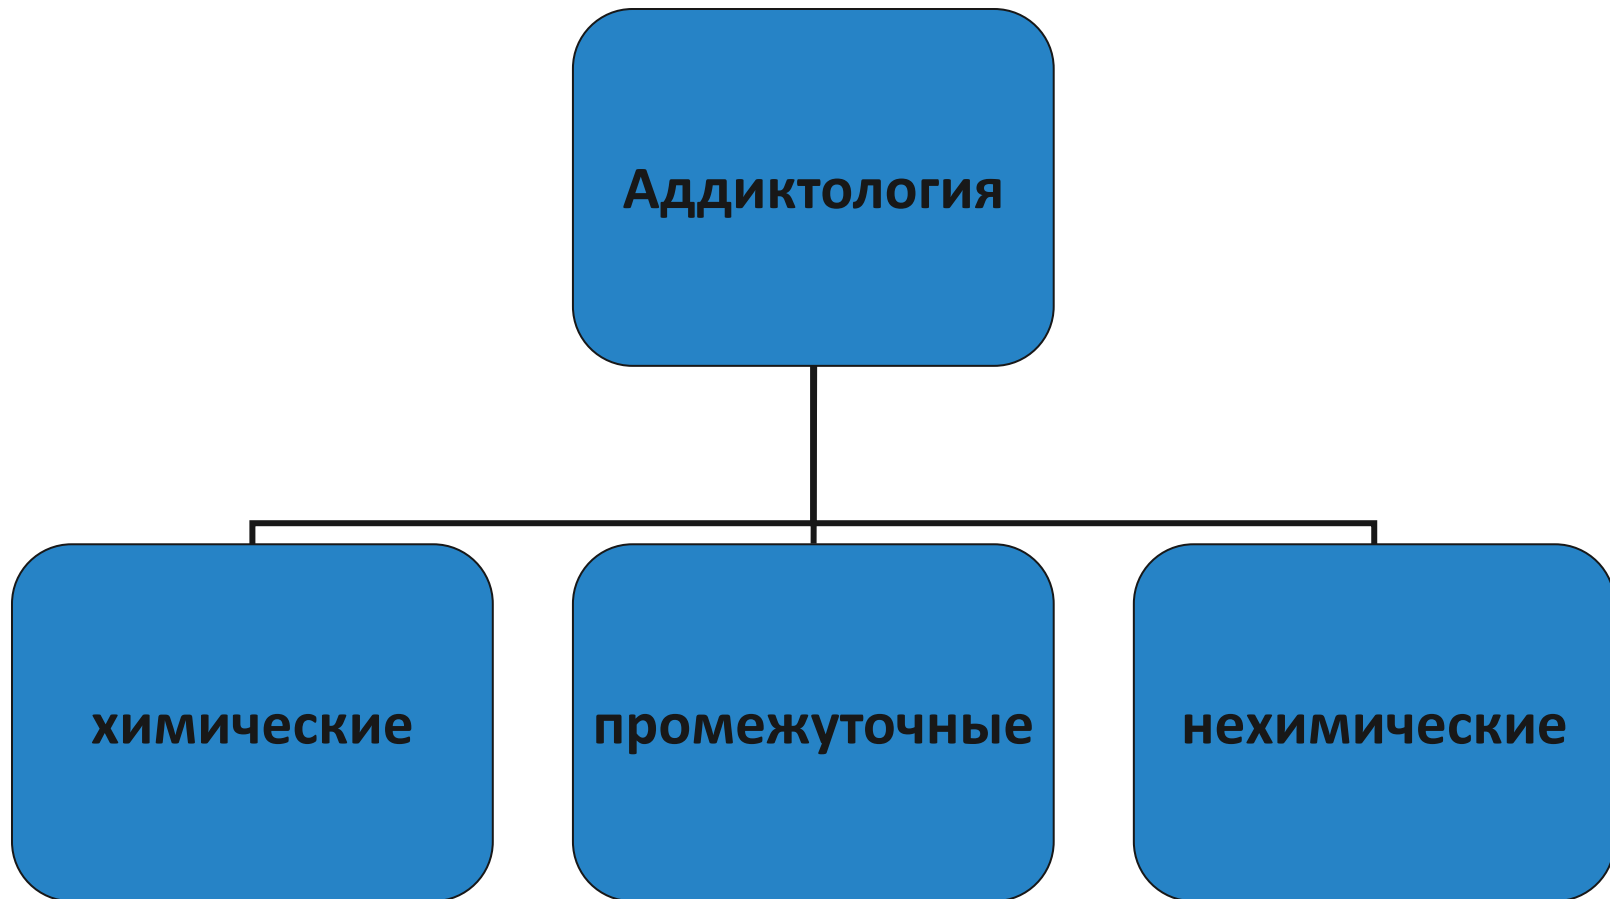 Аддиктология
химические
промежуточные
нехимические